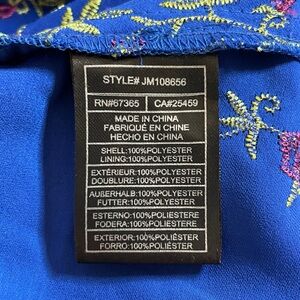 STYLE# JM108656
RN#67365 CA#25459
MADE IN CHINA
FABRIQUÉ EN CHINE
HECHO EN CHINA
SHELL:100%POLYESTER
LINING:100%POLYESTER
EXTÉRIEUR:100%POLYESTER
DOUBLURE:100%POLYESTER
AUßERHALB:100%POLYESTER
FUTTER:100%POLYESTER
ESTERNO:100%POLIESTERE
FODERA:100%POLIESTERE
EXTERIOR:100%POLIÉSTER
FORRO:100%POLIÉSTER